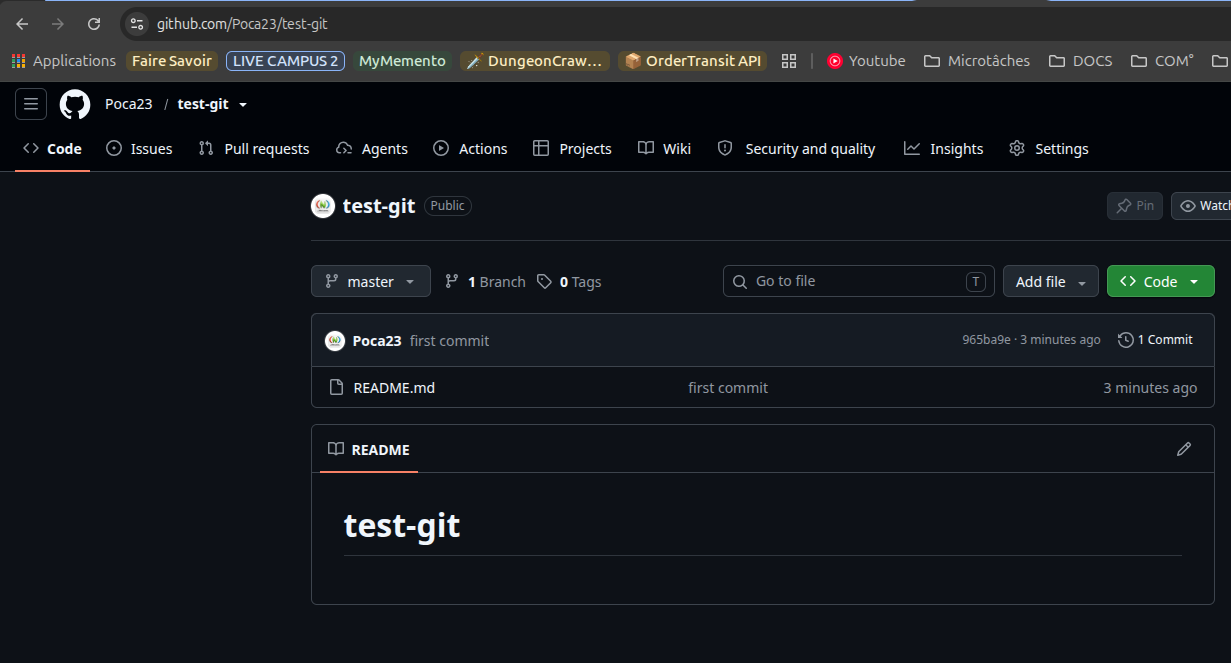 github.com/Poca23/test-git
Applications Faire Savoir LIVE CAMPUS 2 MyMemento DungeonCraw... OrderTransit API Youtube Microtâches DOCS COM°
Poca23 / test-git
Code Issues Pull requests Agents Actions Projects Wiki Security and quality Insights Settings
test-git Public Pin Watch
master 1 Branch 0 Tags Go to file T Add file Code
Poca23 first commit 965ba9e · 3 minutes ago 1 Commit
README.md first commit 3 minutes ago
README
test-git